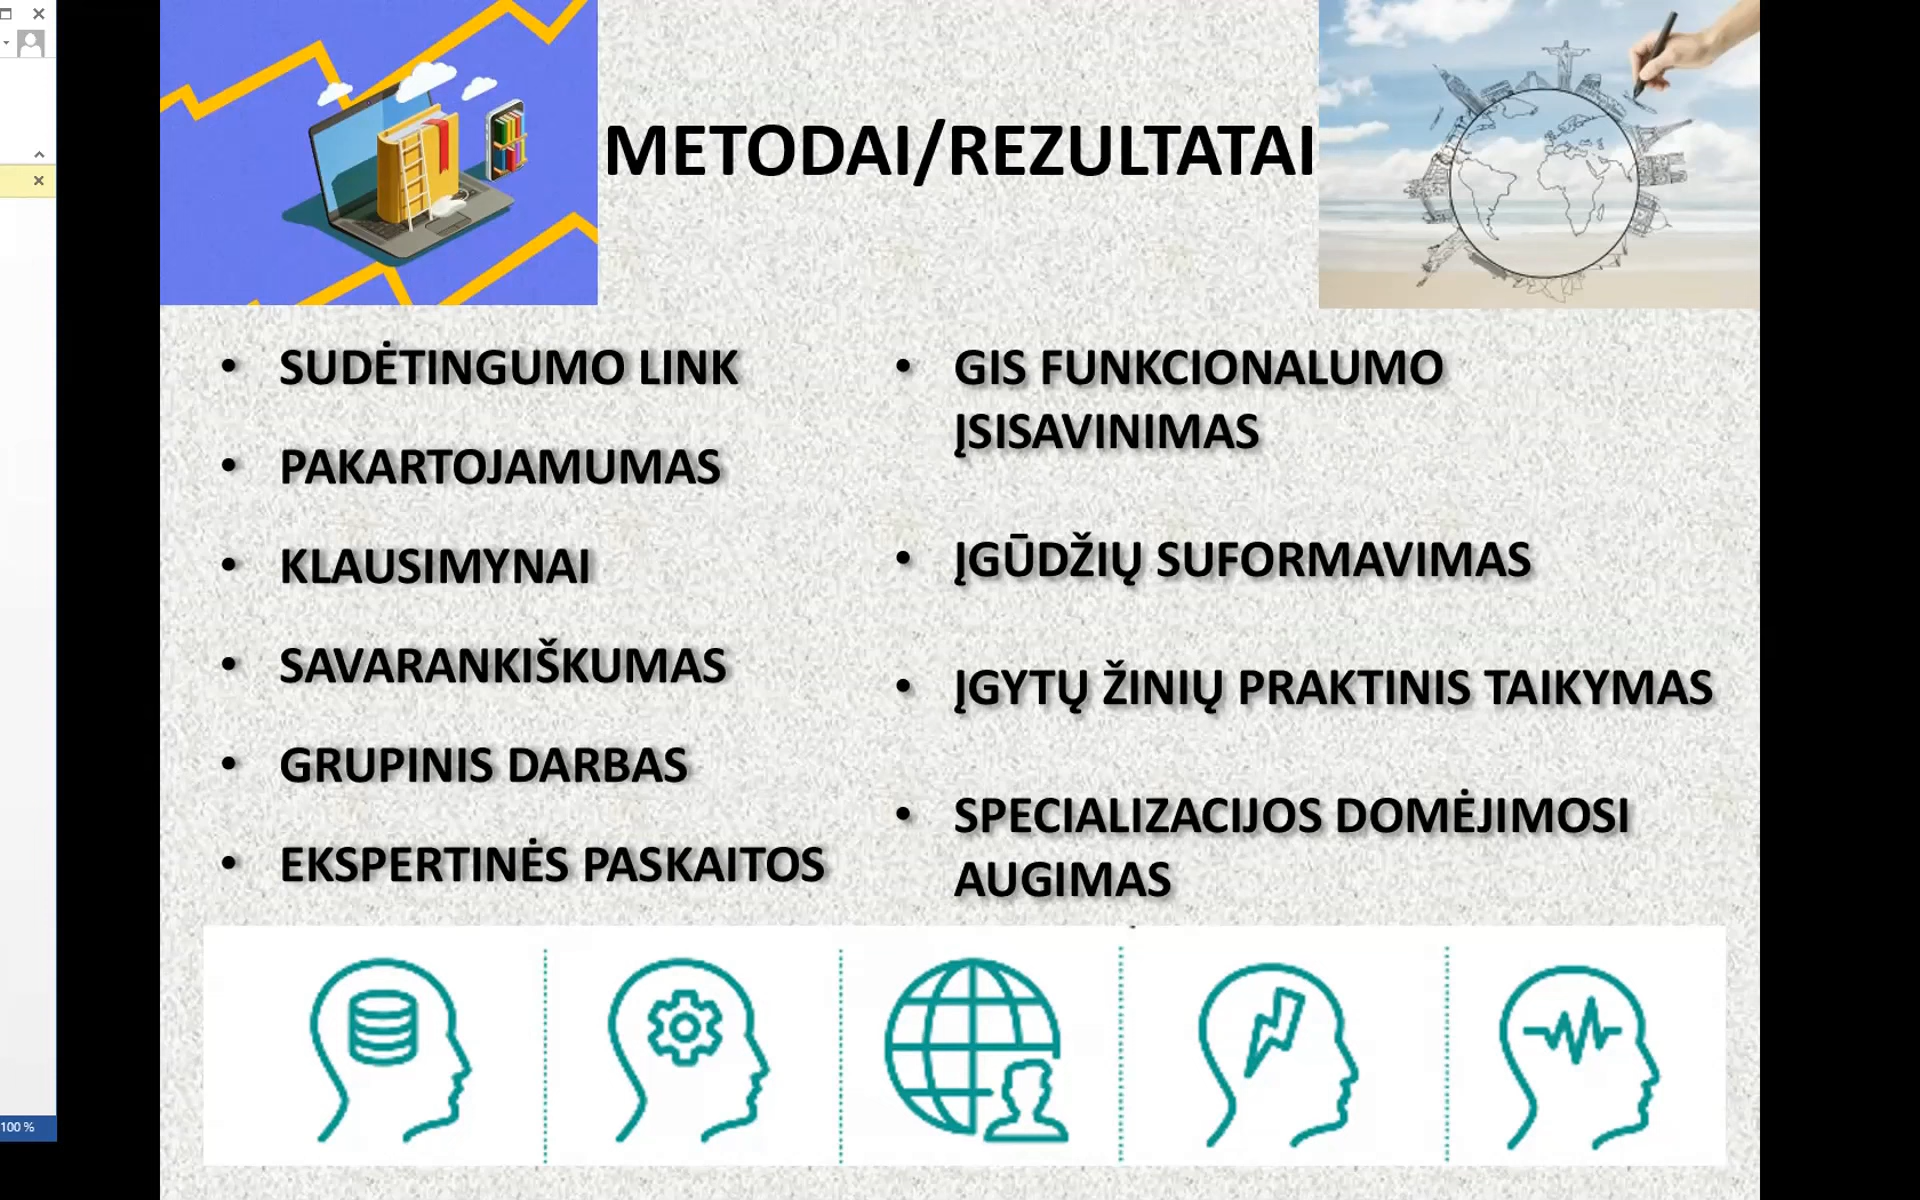 METODAI/REZULTATAI
SUDĖTINGUMO LINK
PAKARTOJAMUMAS
KLAUSIMYNAI
SAVARANKIŠKUMAS
GRUPINIS DARBAS
EKSPERTINĖS PASKAITOS
GIS FUNKCIONALUMO
ĮSISAVINIMAS
ĮGŪDŽIŲ SUFORMAVIMAS
ĮGYTŲ ŽINIŲ PRAKTINIS TAIKYMAS
SPECIALIZACIJOS DOMĖJIMOSI
AUGIMAS
100 %